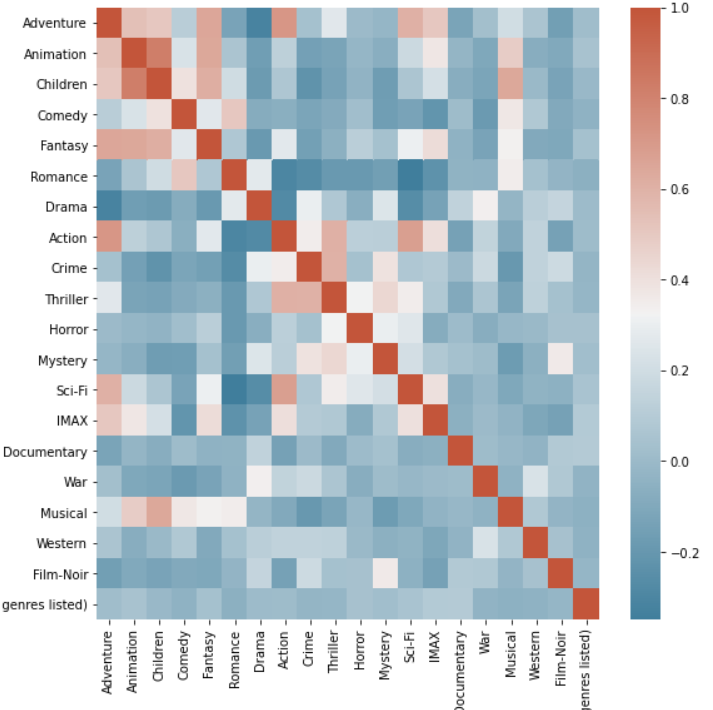 Adventure
Animation
Children
Comedy
Fantasy
Romance
Drama
Action
Crime
Thriller
Horror
Mystery
Sci-Fi
IMAX
Documentary
War
Musical
Western
Film-Noir
genres listed)
Adventure
Animation
Children
Comedy
Fantasy
Romance
Drama
Action
Crime
Thriller
Horror
Mystery
Sci-Fi
IMAX
Documentary
War
Musical
Western
Film-Noir
genres listed)
1.0
0.8
0.6
0.4
0.2
0.0
−0.2